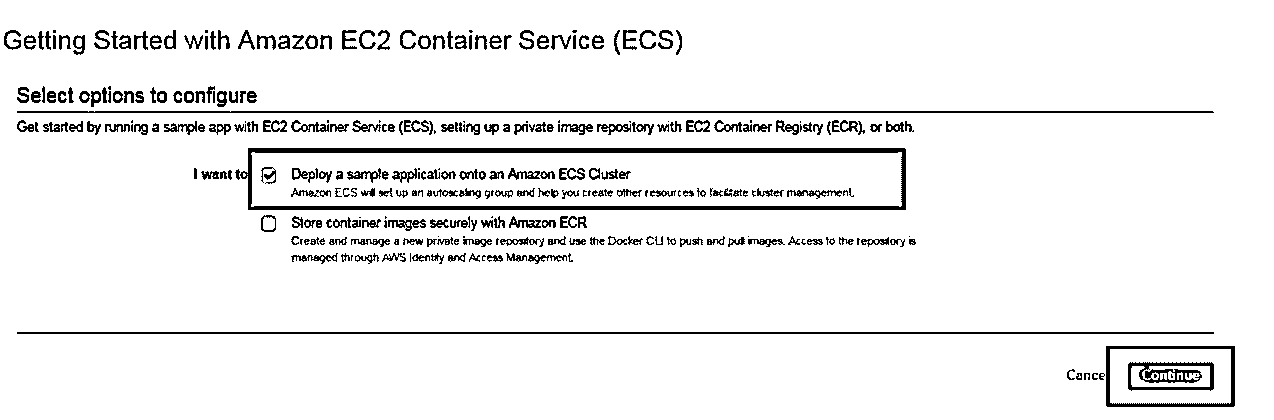 Getting Started with Amazon EC2 Container Service (ECS)
Select options to configure
Get started by running a sample app with EC2 Container Service (ECS), setting up a private image repository with EC2 Container Registry (ECR), or both.
I want to Deploy a sample application onto an Amazon ECS Cluster
Amazon ECS will set up an autoscaling group and help you create other resources to facilitate cluster management.
Store container images securely with Amazon ECR
Create and manage a new private image repository and use the Docker CLI to push and pull images. Access to the repository is
managed through AWS Identity and Access Management.
Cance Continue